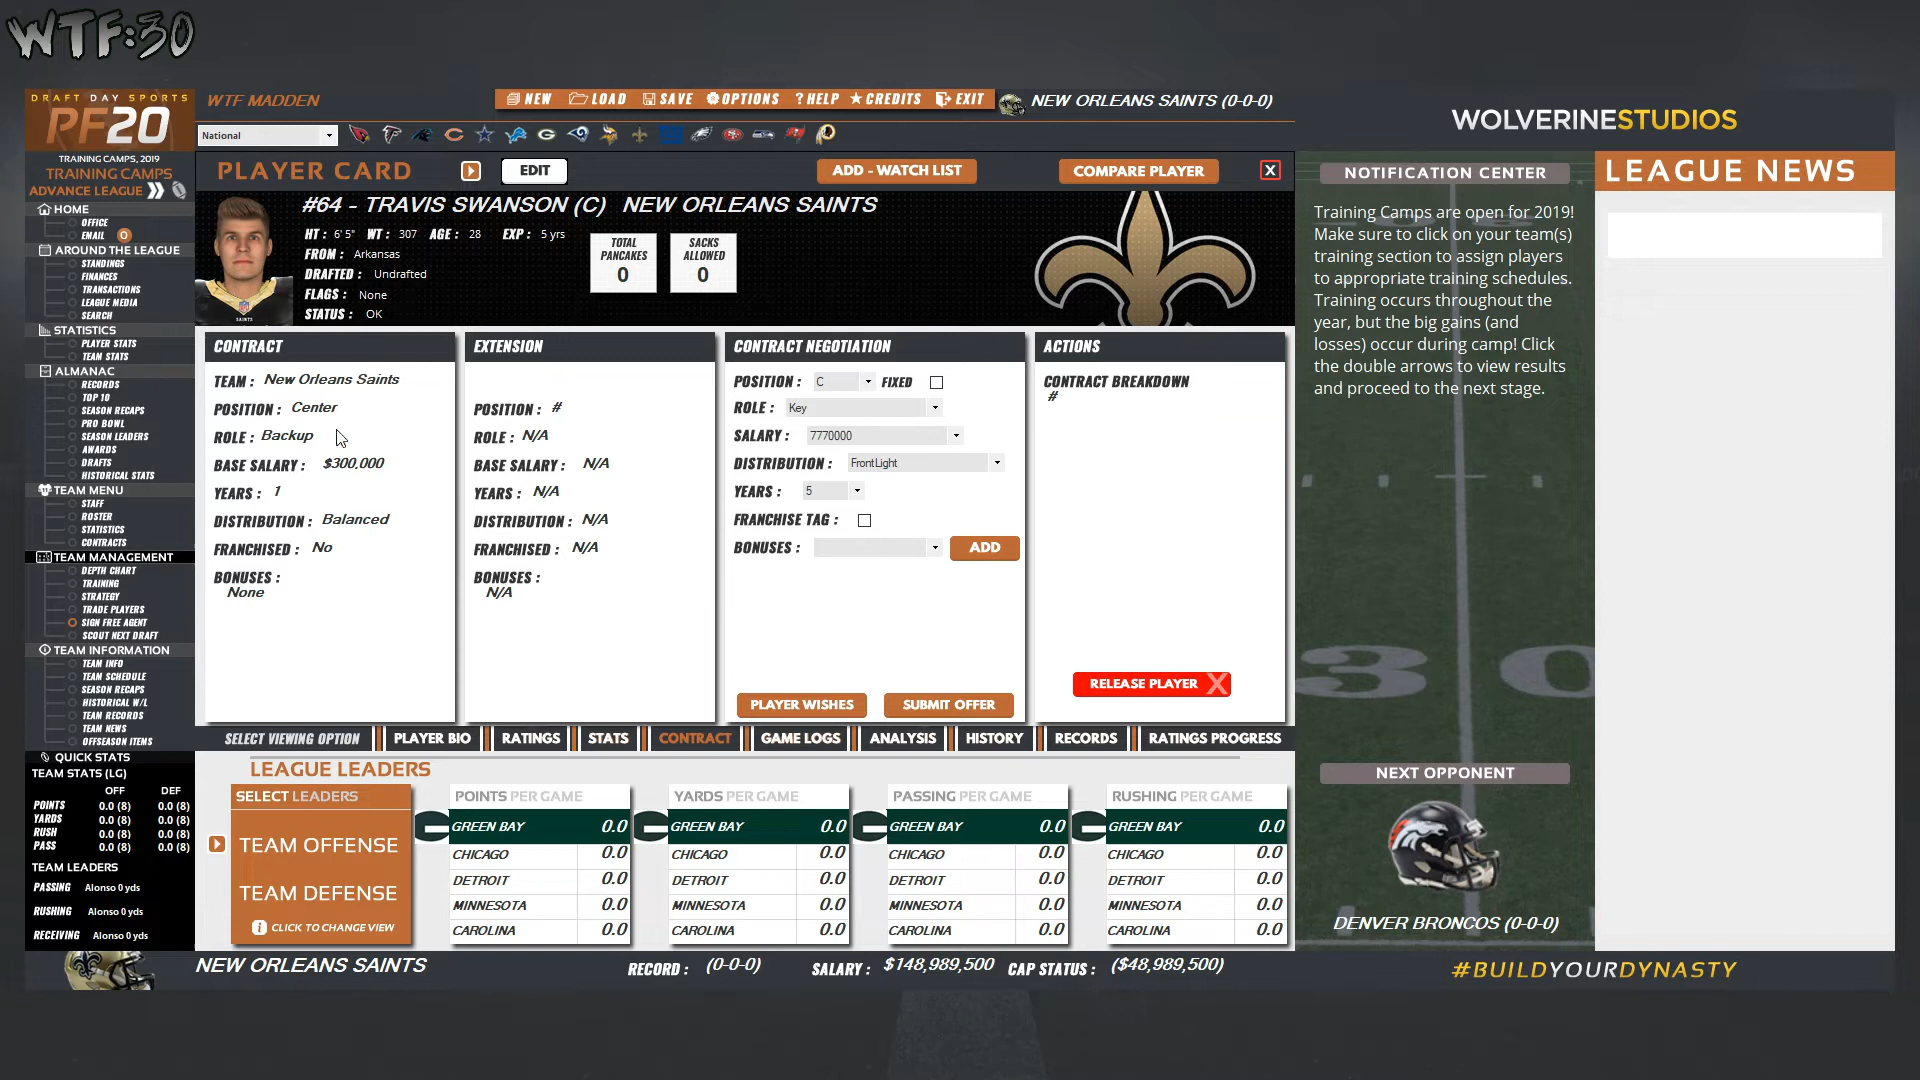 WTF:30
DRAFT DAY SPORTS
PF20
TRAINING CAMPS, 2019
TRAINING CAMPS
ADVANCE LEAGUE
HOME
OFFICE
EMAIL 0
AROUND THE LEAGUE
STANDINGS
FINANCES
TRANSACTIONS
LEAGUE MEDIA
SEARCH
STATISTICS
PLAYER STATS
TEAM STATS
ALMANAC
RECORDS
TOP 10
SEASON RECAPS
PRO BOWL
SEASON LEADERS
AWARDS
DRAFTS
HISTORICAL STATS
TEAM MENU
STAFF
ROSTER
STATISTICS
CONTRACTS
TEAM MANAGEMENT
DEPTH CHART
TRAINING
STRATEGY
TRADE PLAYERS
SIGN FREE AGENT
SCOUT NEXT DRAFT
TEAM INFORMATION
TEAM INFO
TEAM SCHEDULE
SEASON RECAPS
HISTORICAL W/L
TEAM RECORDS
TEAM NEWS
OFFSEASON ITEMS
QUICK STATS
TEAM STATS (LG)
OFF DEF
POINTS 0.0 (8) 0.0 (8)
YARDS 0.0 (8) 0.0 (8)
RUSH 0.0 (8) 0.0 (8)
PASS 0.0 (8) 0.0 (8)
TEAM LEADERS
PASSING Alonso 0 yds
RUSHING Alonso 0 yds
RECEIVING Alonso 0 yds
WTF MADDEN
NEW LOAD SAVE OPTIONS ? HELP CREDITS EXIT
NEW ORLEANS SAINTS (0-0-0)
National
PLAYER CARD
EDIT
ADD - WATCH LIST
COMPARE PLAYER
X
#64 - TRAVIS SWANSON (C) NEW ORLEANS SAINTS
HT : 6' 5" WT : 307 AGE : 28 EXP : 5 yrs
FROM : Arkansas
DRAFTED : Undrafted
FLAGS : None
STATUS : OK
TOTAL PANCAKES
0
SACKS ALLOWED
0
SAINTS
CONTRACT
TEAM : New Orleans Saints
POSITION : Center
ROLE : Backup
BASE SALARY : $300,000
YEARS : 1
DISTRIBUTION : Balanced
FRANCHISED : No
BONUSES :
None
EXTENSION
POSITION : #
ROLE : N/A
BASE SALARY : N/A
YEARS : N/A
DISTRIBUTION : N/A
FRANCHISED : N/A
BONUSES :
N/A
CONTRACT NEGOTIATION
POSITION : C FIXED
ROLE : Key
SALARY : 7770000
DISTRIBUTION : FrontLight
YEARS : 5
FRANCHISE TAG :
BONUSES : ADD
PLAYER WISHES SUBMIT OFFER
ACTIONS
CONTRACT BREAKDOWN
#
RELEASE PLAYER X
SELECT VIEWING OPTION PLAYER BIO RATINGS STATS CONTRACT GAME LOGS ANALYSIS HISTORY RECORDS RATINGS PROGRESS
LEAGUE LEADERS
SELECT LEADERS
TEAM OFFENSE
TEAM DEFENSE
CLICK TO CHANGE VIEW
POINTS PER GAME
GREEN BAY 0.0
CHICAGO 0.0
DETROIT 0.0
MINNESOTA 0.0
CAROLINA 0.0
YARDS PER GAME
GREEN BAY 0.0
CHICAGO 0.0
DETROIT 0.0
MINNESOTA 0.0
CAROLINA 0.0
PASSING PER GAME
GREEN BAY 0.0
CHICAGO 0.0
DETROIT 0.0
MINNESOTA 0.0
CAROLINA 0.0
RUSHING PER GAME
GREEN BAY 0.0
CHICAGO 0.0
DETROIT 0.0
MINNESOTA 0.0
CAROLINA 0.0
NEW ORLEANS SAINTS RECORD : (0-0-0) SALARY : $148,989,500 CAP STATUS : ($48,989,500)
WOLVERINESTUDIOS
NOTIFICATION CENTER
Training Camps are open for 2019!
Make sure to click on your team(s)
training section to assign players
to appropriate training schedules.
Training occurs throughout the
year, but the big gains (and
losses) occur during camp! Click
the double arrows to view results
and proceed to the next stage.
30
NEXT OPPONENT
DENVER BRONCOS (0-0-0)
LEAGUE NEWS
#BUILDYOURDYNASTY